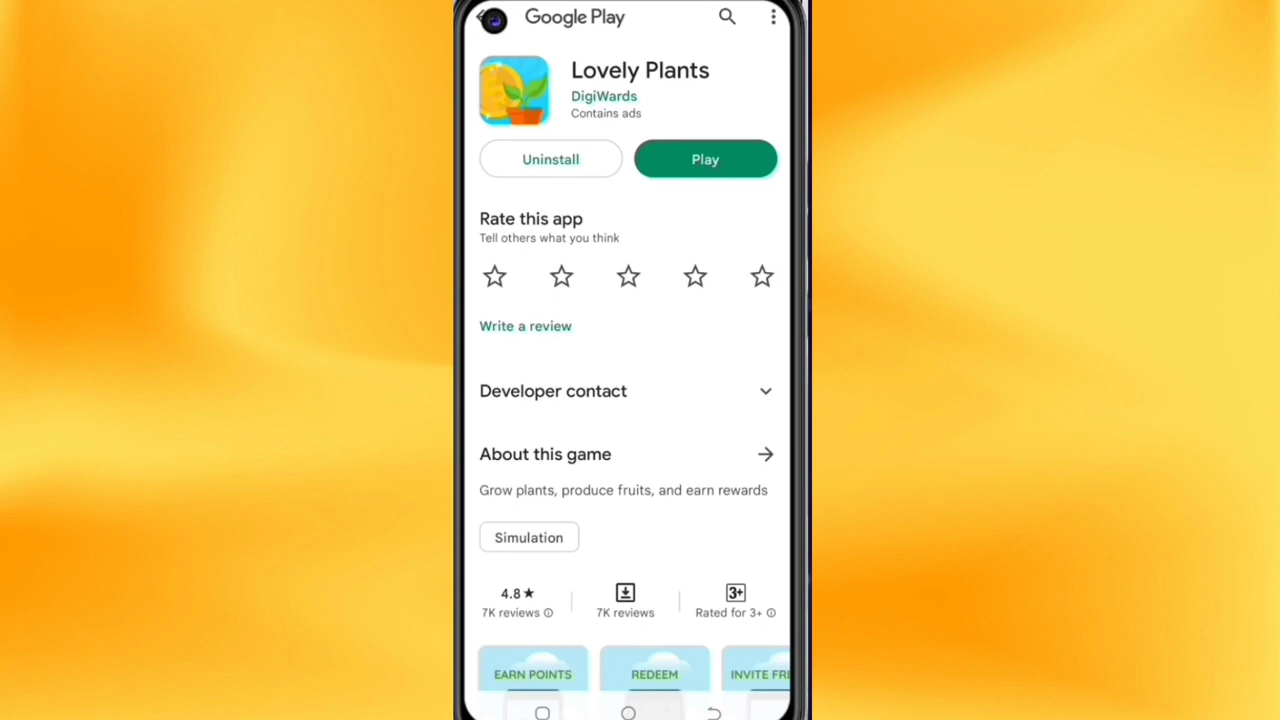 Google Play
Lovely Plants
DigiWards
Contains ads
Uninstall
Play
Rate this app
Tell others what you think
Write a review
Developer contact
About this game
Grow plants, produce fruits, and earn rewards
Simulation
4.8★
7K reviews
7K reviews
3+
Rated for 3+
EARN POINTS
REDEEM
INVITE FRI